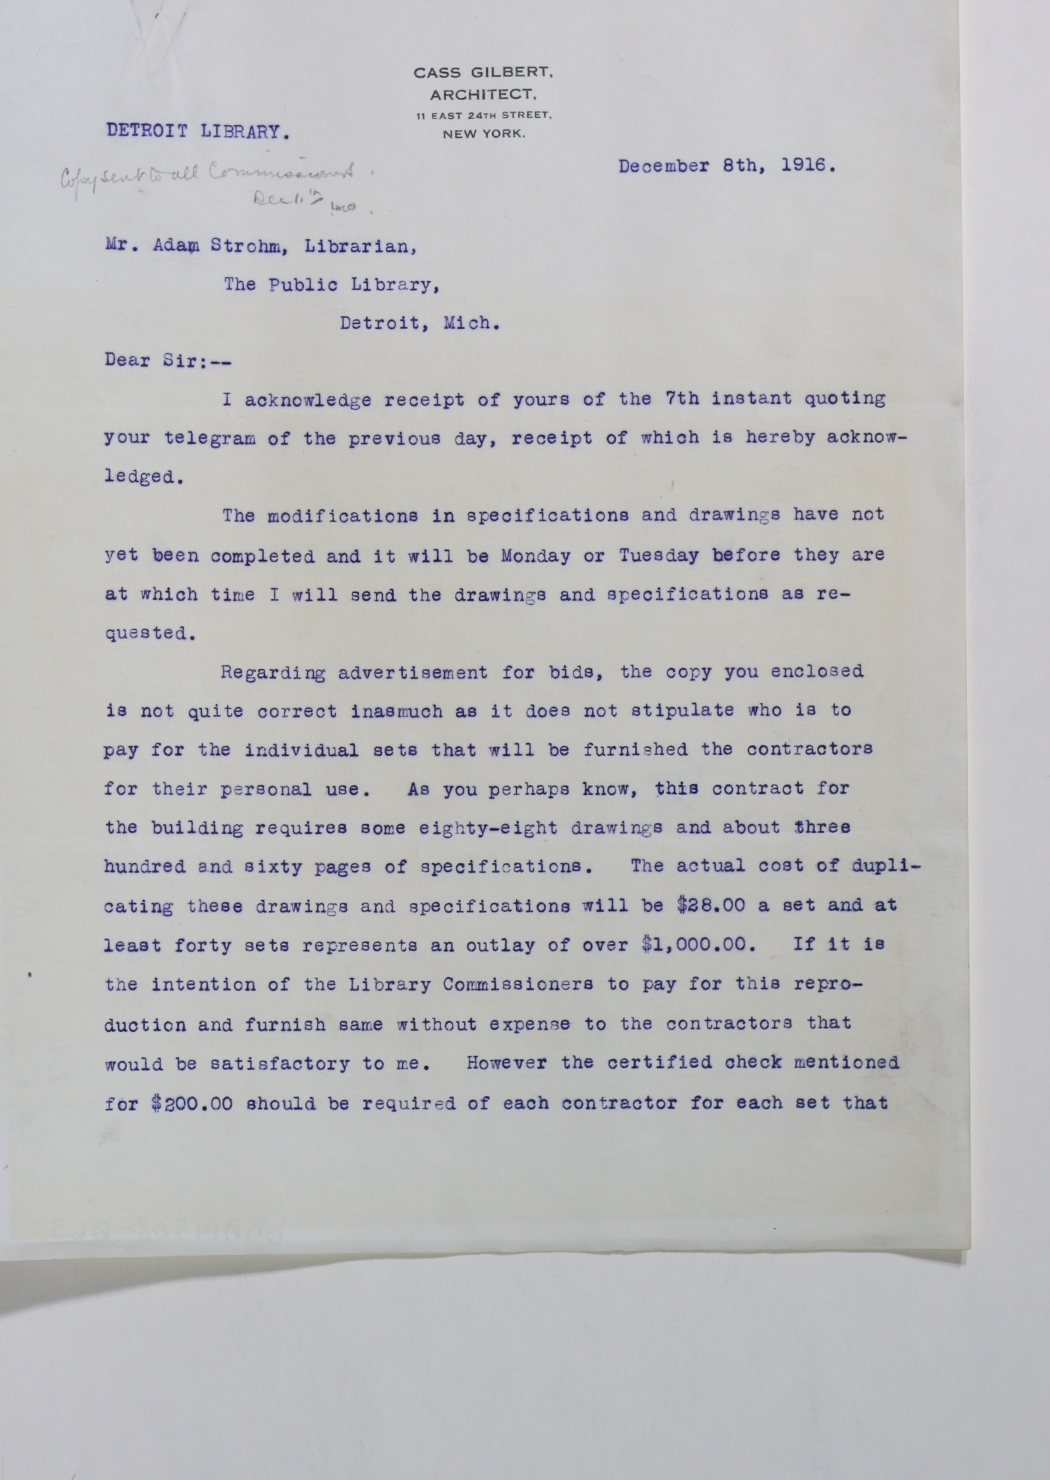 CASS GILBERT,
ARCHITECT,
11 EAST 24TH STREET,
NEW YORK.
DETROIT LIBRARY.
December 8th, 1916.
Copy sent to all Commissioners.
Dec. 11th
Mr. Adam Strohm, Librarian,
The Public Library,
Detroit, Mich.
Dear Sir:--
I acknowledge receipt of yours of the 7th instant quoting
your telegram of the previous day, receipt of which is hereby acknow-
ledged.
The modifications in specifications and drawings have not
yet been completed and it will be Monday or Tuesday before they are
at which time I will send the drawings and specifications as re-
quested.
Regarding advertisement for bids, the copy you enclosed
is not quite correct inasmuch as it does not stipulate who is to
pay for the individual sets that will be furnished the contractors
for their personal use. As you perhaps know, this contract for
the building requires some eighty-eight drawings and about three
hundred and sixty pages of specifications. The actual cost of dupli-
cating these drawings and specifications will be $28.00 a set and at
least forty sets represents an outlay of over $1,000.00. If it is
the intention of the Library Commissioners to pay for this repro-
duction and furnish same without expense to the contractors that
would be satisfactory to me. However the certified check mentioned
for $200.00 should be required of each contractor for each set that